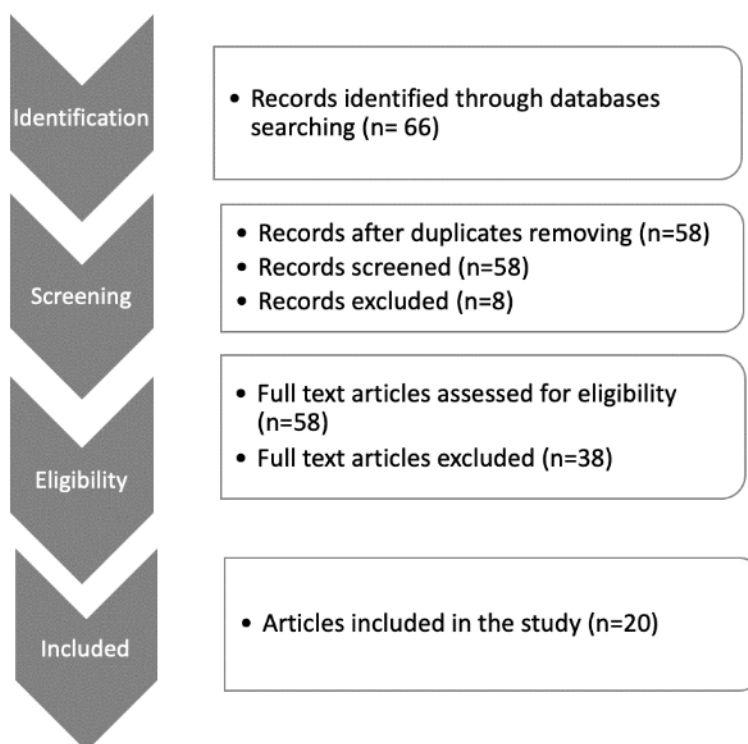 Identification
• Records identified through databases
searching (n= 66)
Screening
• Records after duplicates removing (n=58)
• Records screened (n=58)
• Records excluded (n=8)
Eligibility
• Full text articles assessed for eligibility
(n=58)
• Full text articles excluded (n=38)
Included
• Articles included in the study (n=20)